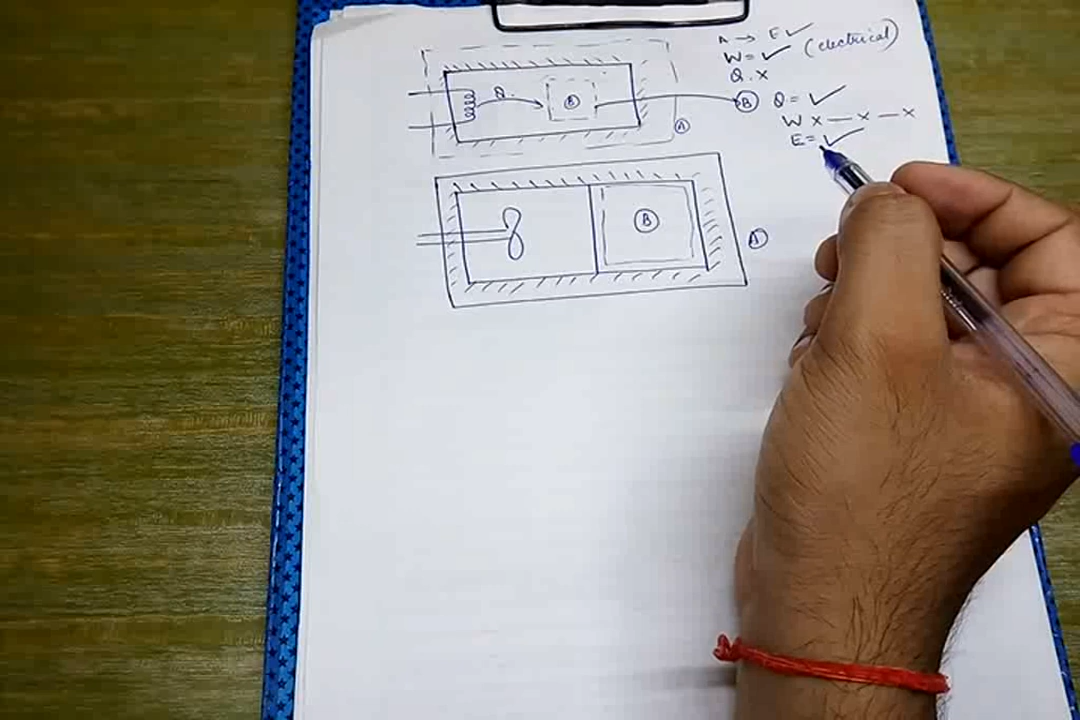 A → E ✓
W = ✓ (electrical)
Q. X
Q.
B
A
B Q = ✓
W X — X — X
E = ✓
B
A